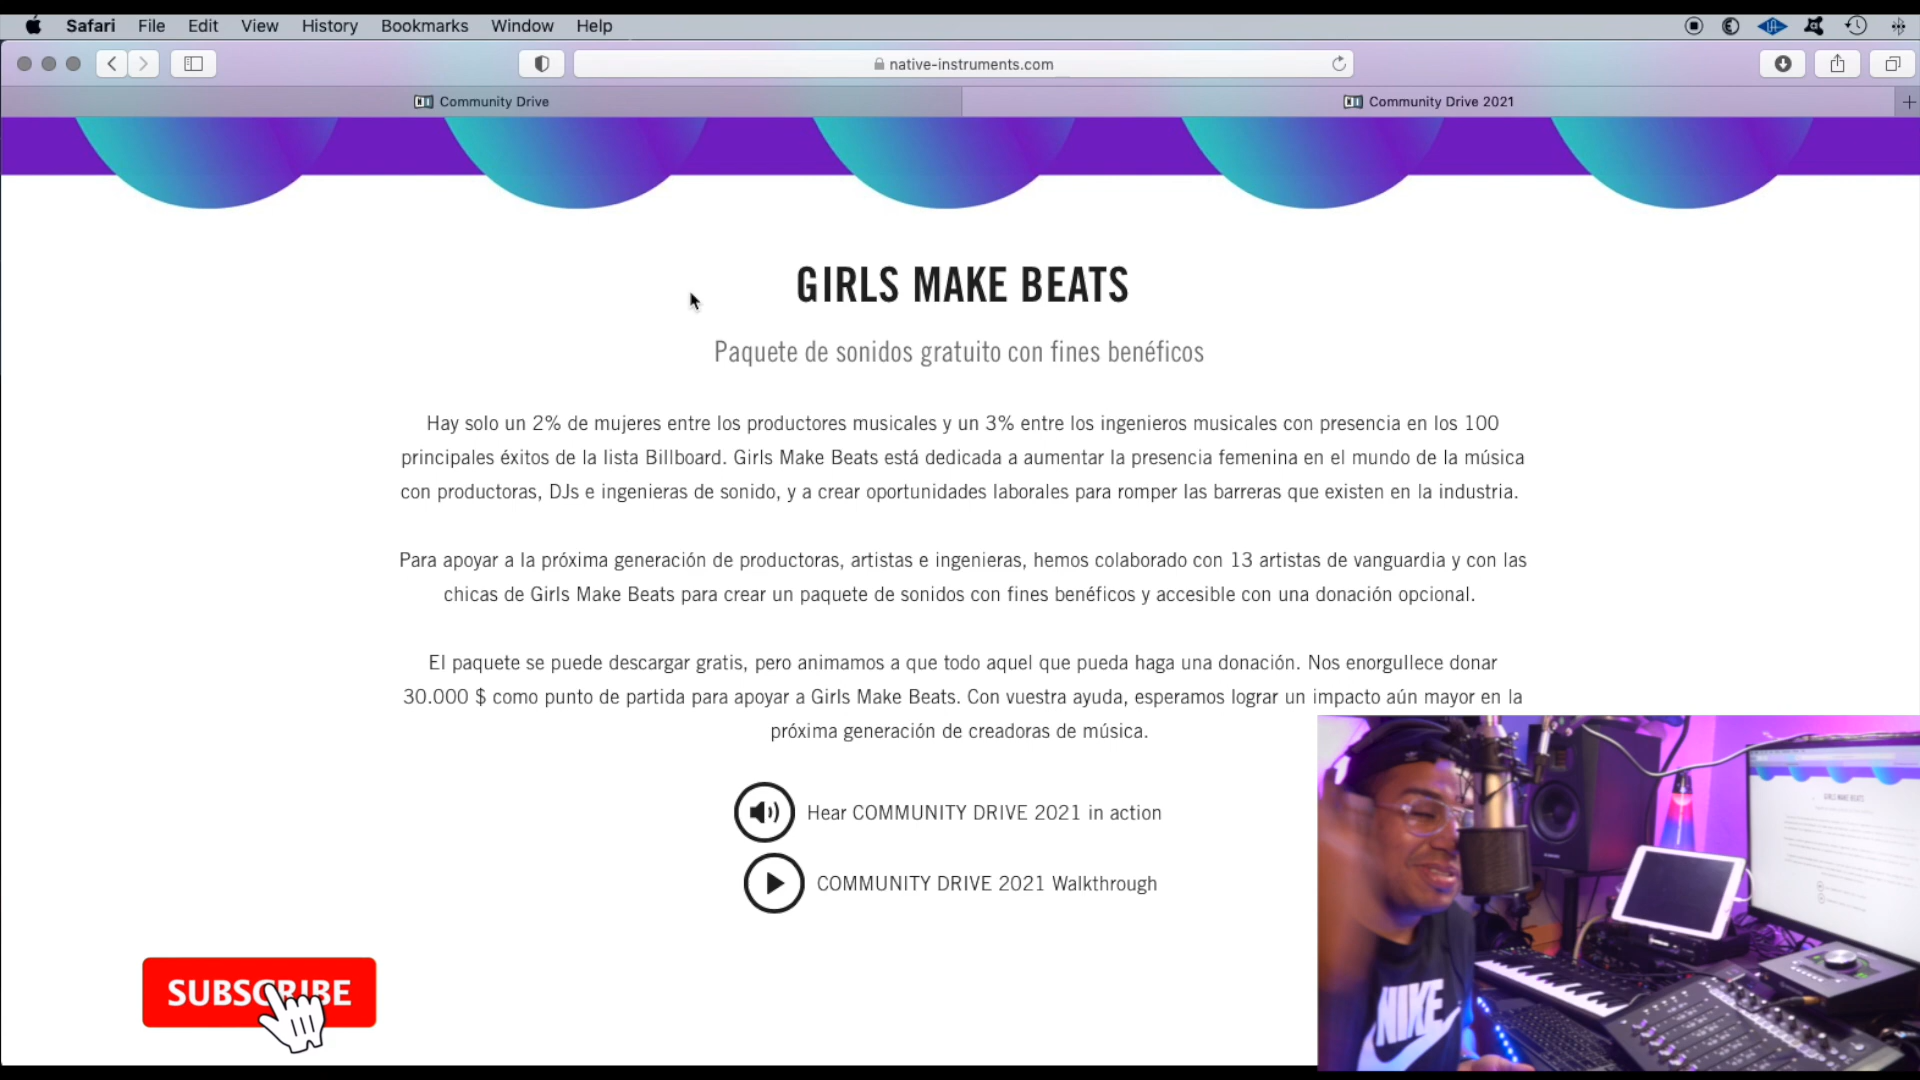 Safari File Edit View History Bookmarks Window Help
native-instruments.com
Community Drive
Community Drive 2021
GIRLS MAKE BEATS
Paquete de sonidos gratuito con fines benéficos
Hay solo un 2% de mujeres entre los productores musicales y un 3% entre los ingenieros musicales con presencia en los 100
principales éxitos de la lista Billboard. Girls Make Beats está dedicada a aumentar la presencia femenina en el mundo de la música
con productoras, DJs e ingenieras de sonido, y a crear oportunidades laborales para romper las barreras que existen en la industria.
Para apoyar a la próxima generación de productoras, artistas e ingenieras, hemos colaborado con 13 artistas de vanguardia y con las
chicas de Girls Make Beats para crear un paquete de sonidos con fines benéficos y accesible con una donación opcional.
El paquete se puede descargar gratis, pero animamos a que todo aquel que pueda haga una donación. Nos enorgullece donar
30.000 $ como punto de partida para apoyar a Girls Make Beats. Con vuestra ayuda, esperamos lograr un impacto aún mayor en la
próxima generación de creadoras de música.
Hear COMMUNITY DRIVE 2021 in action
COMMUNITY DRIVE 2021 Walkthrough
SUBSCRIBE
NIKE
GIRLS MAKE BEATS